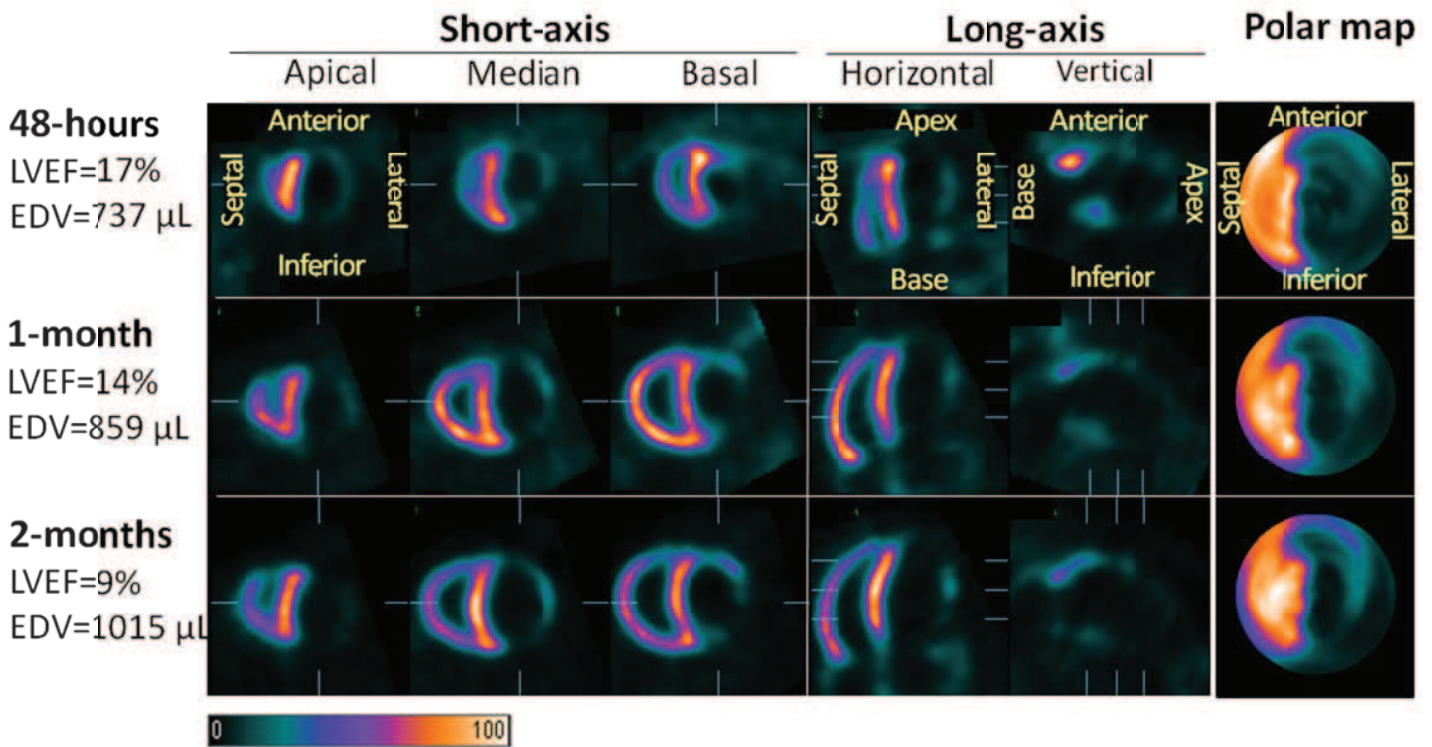 Short-axis
Long-axis
Polar map
Apical
Median
Basal
Horizontal
Vertical
48-hours
LVEF=17%
EDV=737 µL
Anterior
Septal
Lateral
Inferior
Apex
Septal
Lateral
Base
Anterior
Base
Apex
Inferior
Anterior
Septal
Lateral
Inferior
1-month
LVEF=14%
EDV=859 µL
2-months
LVEF=9%
EDV=1015 µL
0
100